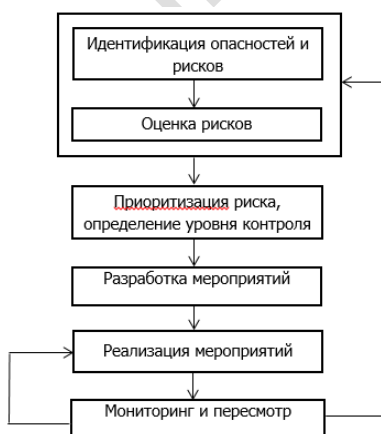 Идентификация опасностей и
рисков
Оценка рисков
Приоритизация риска,
определение уровня контроля
Разработка мероприятий
Реализация мероприятий
Мониторинг и пересмотр